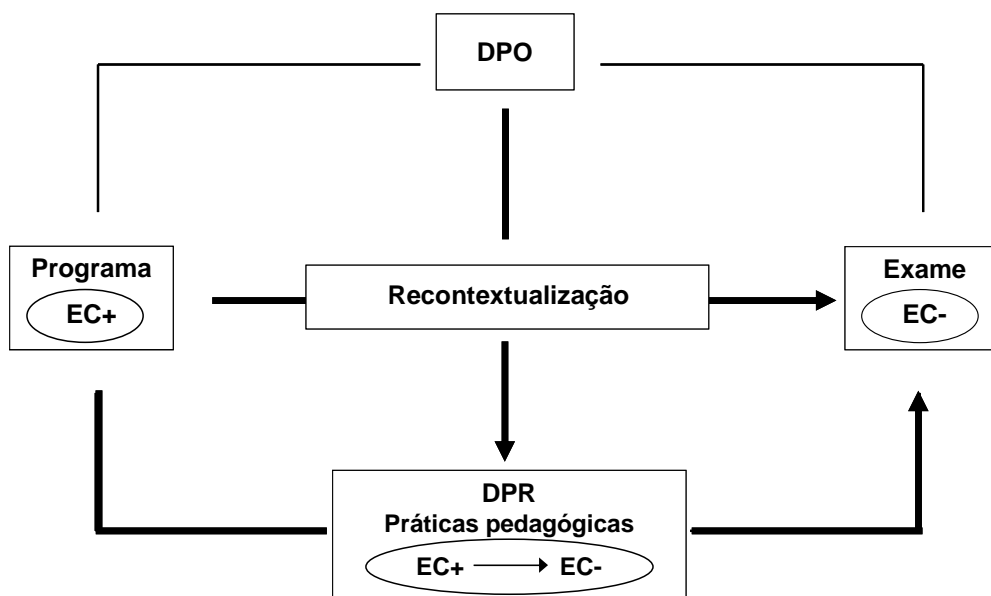 DPO
Programa
EC+
Recontextualização
Exame
EC-
DPR
Práticas pedagógicas
EC+ EC-